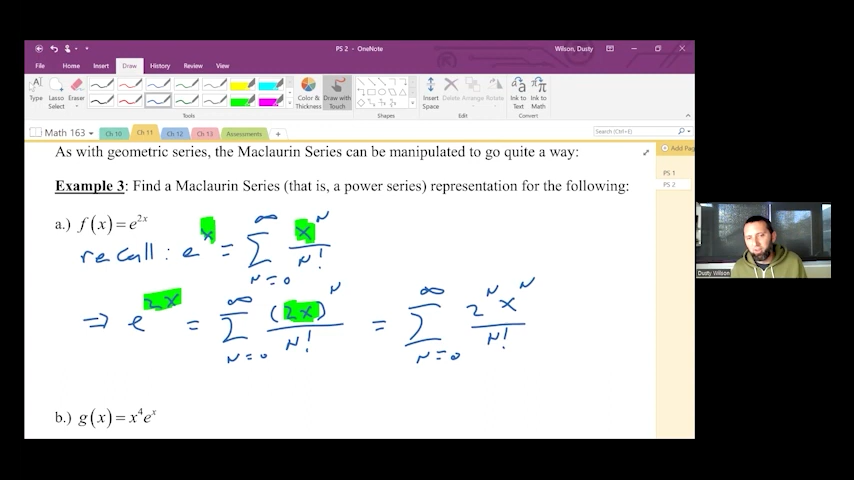 PS 2 - OneNote
Wilson, Dusty
File Home Insert Draw History Review View
Type Lasso Select Eraser Color & Thickness Draw with Touch Insert Space Delete Arrange Rotate Ink to Text Ink to Math
Tools Shapes Edit Convert
Math 163 Ch 10 Ch 11 Ch 12 Ch 13 Assessments + Search (Ctrl+E)
Add Pag
PS 1
PS 2
As with geometric series, the Maclaurin Series can be manipulated to go quite a way:
Example 3: Find a Maclaurin Series (that is, a power series) representation for the following:
a.) f(x) = e^{2x}
recall: e^x = ∑_{N=0}^{∞} x^N / N!
⇒ e^{2x} = ∑_{N=0}^{∞} (2x)^N / N! = ∑_{N=0}^{∞} 2^N x^N / N!
b.) g(x) = x^4 e^x
Dusty Wilson